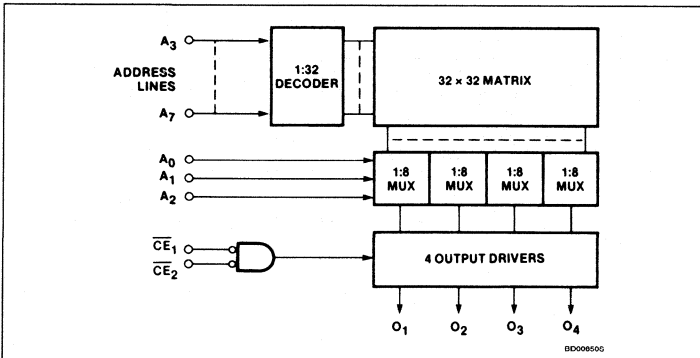 A3
ADDRESS
LINES
A7
1:32
DECODER
32 × 32 MATRIX
A0
A1
A2
1:8
MUX
1:8
MUX
1:8
MUX
1:8
MUX
CE1
CE2
4 OUTPUT DRIVERS
O1
O2
O3
O4
BD00850S